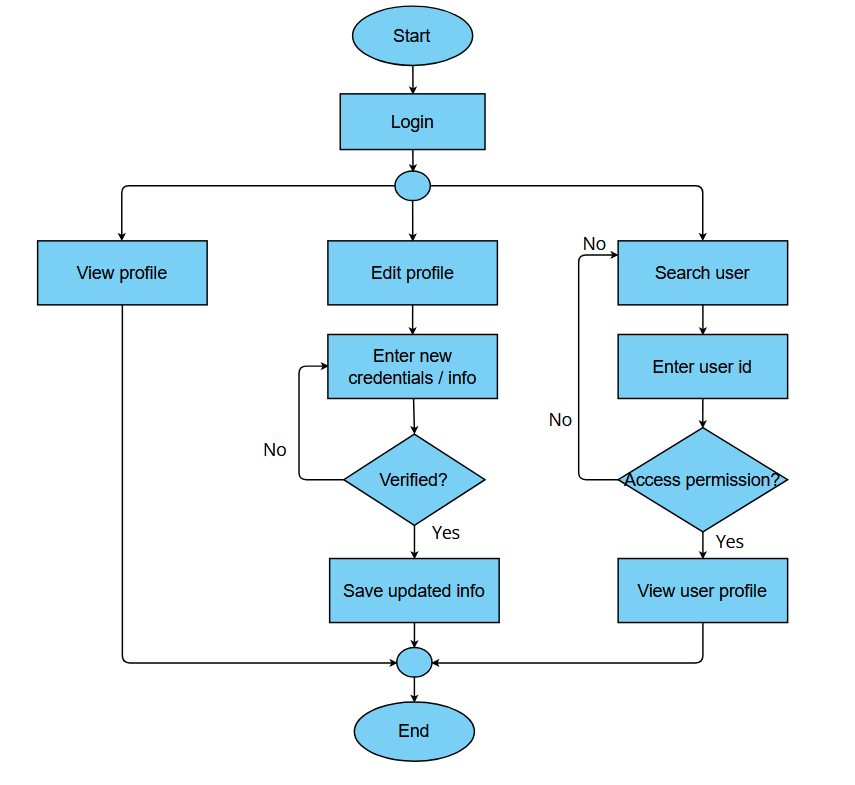 Start
Login
View profile
Edit profile
No
Search user
Enter new
credentials / info
Enter user id
No
No
Verified?
Access permission?
Yes
Yes
Save updated info
View user profile
End